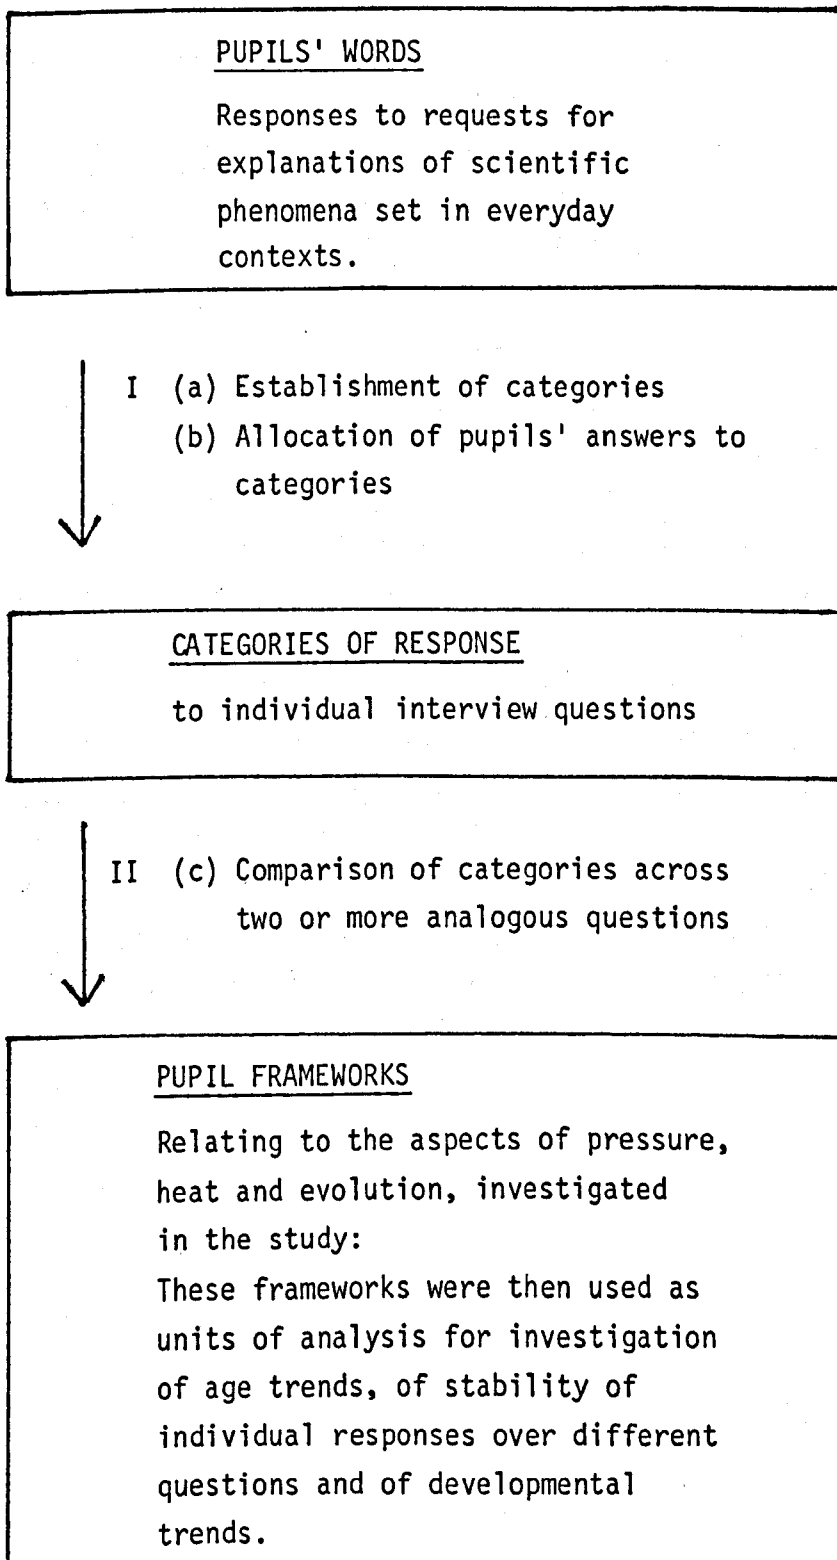 PUPILS' WORDS
Responses to requests for
explanations of scientific
phenomena set in everyday
contexts.
I (a) Establishment of categories
(b) Allocation of pupils' answers to
categories
CATEGORIES OF RESPONSE
to individual interview questions
II (c) Comparison of categories across
two or more analogous questions
PUPIL FRAMEWORKS
Relating to the aspects of pressure,
heat and evolution, investigated
in the study:
These frameworks were then used as
units of analysis for investigation
of age trends, of stability of
individual responses over different
questions and of developmental
trends.